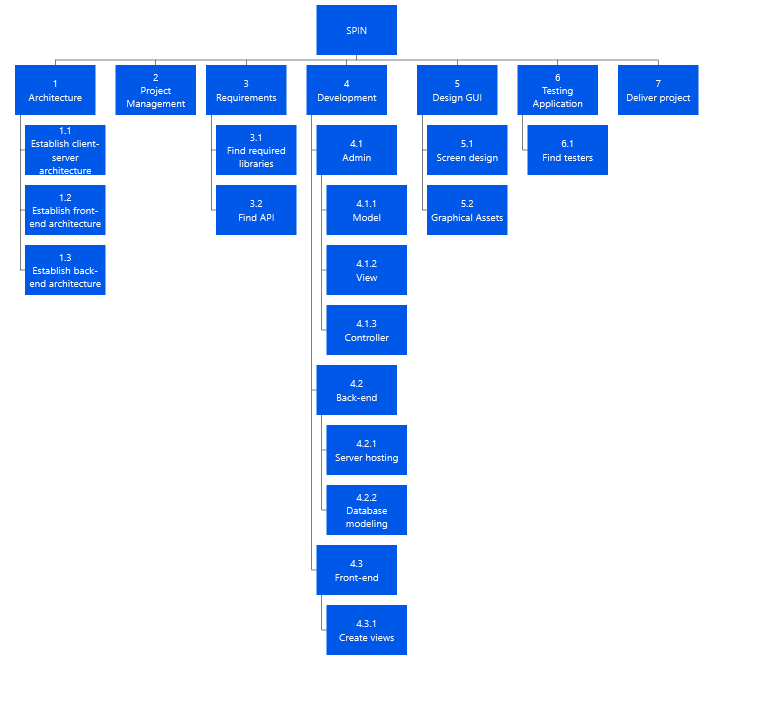 SPIN
1
Architecture
2
Project
Management
3
Requirements
4
Development
5
Design GUI
6
Testing
Application
7
Deliver project
1.1
Establish client-
server
architecture
1.2
Establish front-
end architecture
1.3
Establish back-
end architecture
3.1
Find required
libraries
3.2
Find API
4.1
Admin
4.1.1
Model
4.1.2
View
4.1.3
Controller
4.2
Back-end
4.2.1
Server hosting
4.2.2
Database
modeling
4.3
Front-end
4.3.1
Create views
5.1
Screen design
5.2
Graphical Assets
6.1
Find testers